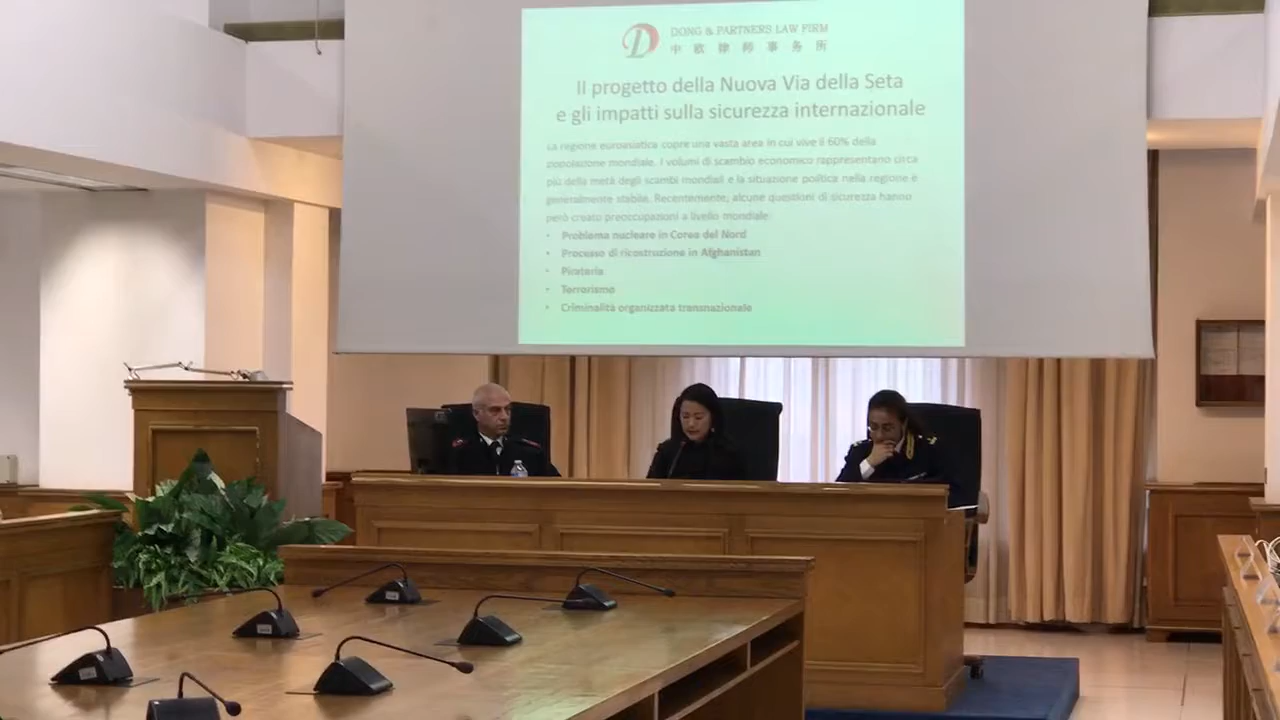 DONG & PARTNERS LAW FIRM
中 欧 律 师 事 务 所
Il progetto della Nuova Via della Seta
e gli impatti sulla sicurezza internazionale
La regione euroasiatica copre una vasta area in cui vive il 60% della
popolazione mondiale. I volumi di scambio economico rappresentano circa
più della metà degli scambi mondiali e la situazione politica nella regione è
generalmente stabile. Recentemente, alcune questioni di sicurezza hanno
però creato preoccupazioni a livello mondiale:
• Problema nucleare in Corea del Nord
• Processo di ricostruzione in Afghanistan
• Pirateria
• Terrorismo
• Criminalità organizzata transnazionale